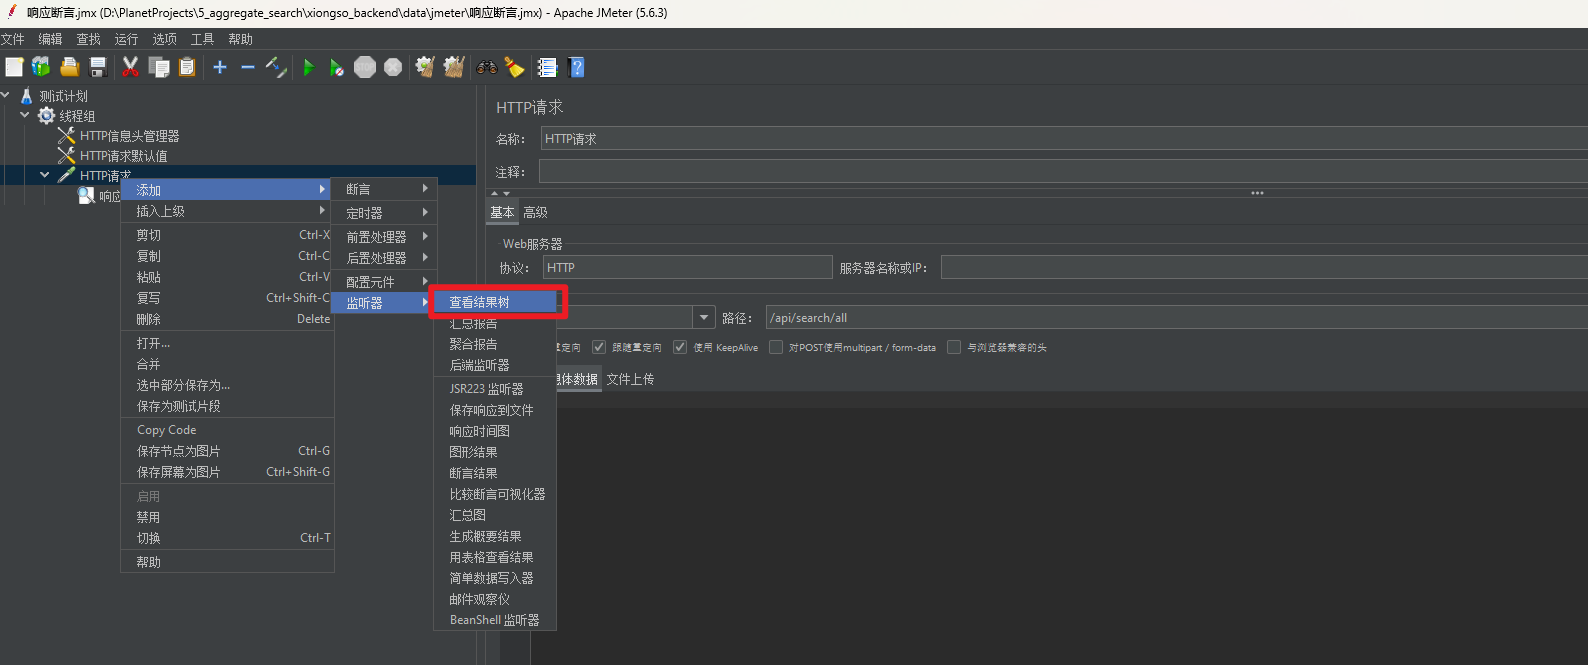 响应断言.jmx (D:\PlanetProjects\5_aggregate_search\xiongso_backend\data\jmeter\响应断言.jmx) - Apache JMeter (5.6.3)
文件 编辑 查找 运行 选项 工具 帮助
STOP
测试计划
线程组
HTTP信息头管理器
HTTP请求默认值
HTTP请求
响应
添加
插入上级
剪切 Ctrl-X
复制 Ctrl-C
粘贴 Ctrl-V
复写 Ctrl+Shift-C
删除 Delete
打开...
合并
选中部分保存为...
保存为测试片段
Copy Code
保存节点为图片 Ctrl-G
保存屏幕为图片 Ctrl+Shift-G
启用
禁用
切换 Ctrl-T
帮助
断言
定时器
前置处理器
后置处理器
配置元件
监听器
查看结果树
汇总报告
聚合报告
后端监听器
JSR223 监听器
保存响应到文件
响应时间图
图形结果
断言结果
比较断言可视化器
汇总图
生成概要结果
用表格查看结果
简单数据写入器
邮件观察仪
BeanShell 监听器
HTTP请求
名称： HTTP请求
注释：
基本 高级
Web服务器
协议： HTTP 服务器名称或IP：
路径： /api/search/all
定向 跟随重定向 使用 KeepAlive 对POST使用multipart / form-data 与浏览器兼容的头
体数据 文件上传